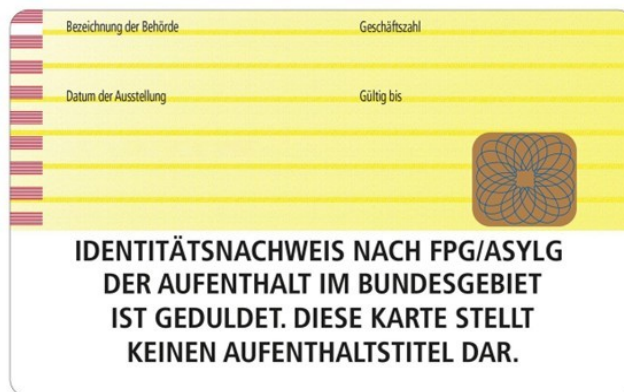 Bezeichnung der Behörde Geschäftszahl
Datum der Ausstellung Gültig bis
IDENTITÄTSNACHWEIS NACH FPG/ASYLG
DER AUFENTHALT IM BUNDESGEBIET
IST GEDULDET. DIESE KARTE STELLT
KEINEN AUFENTHALTSTITEL DAR.